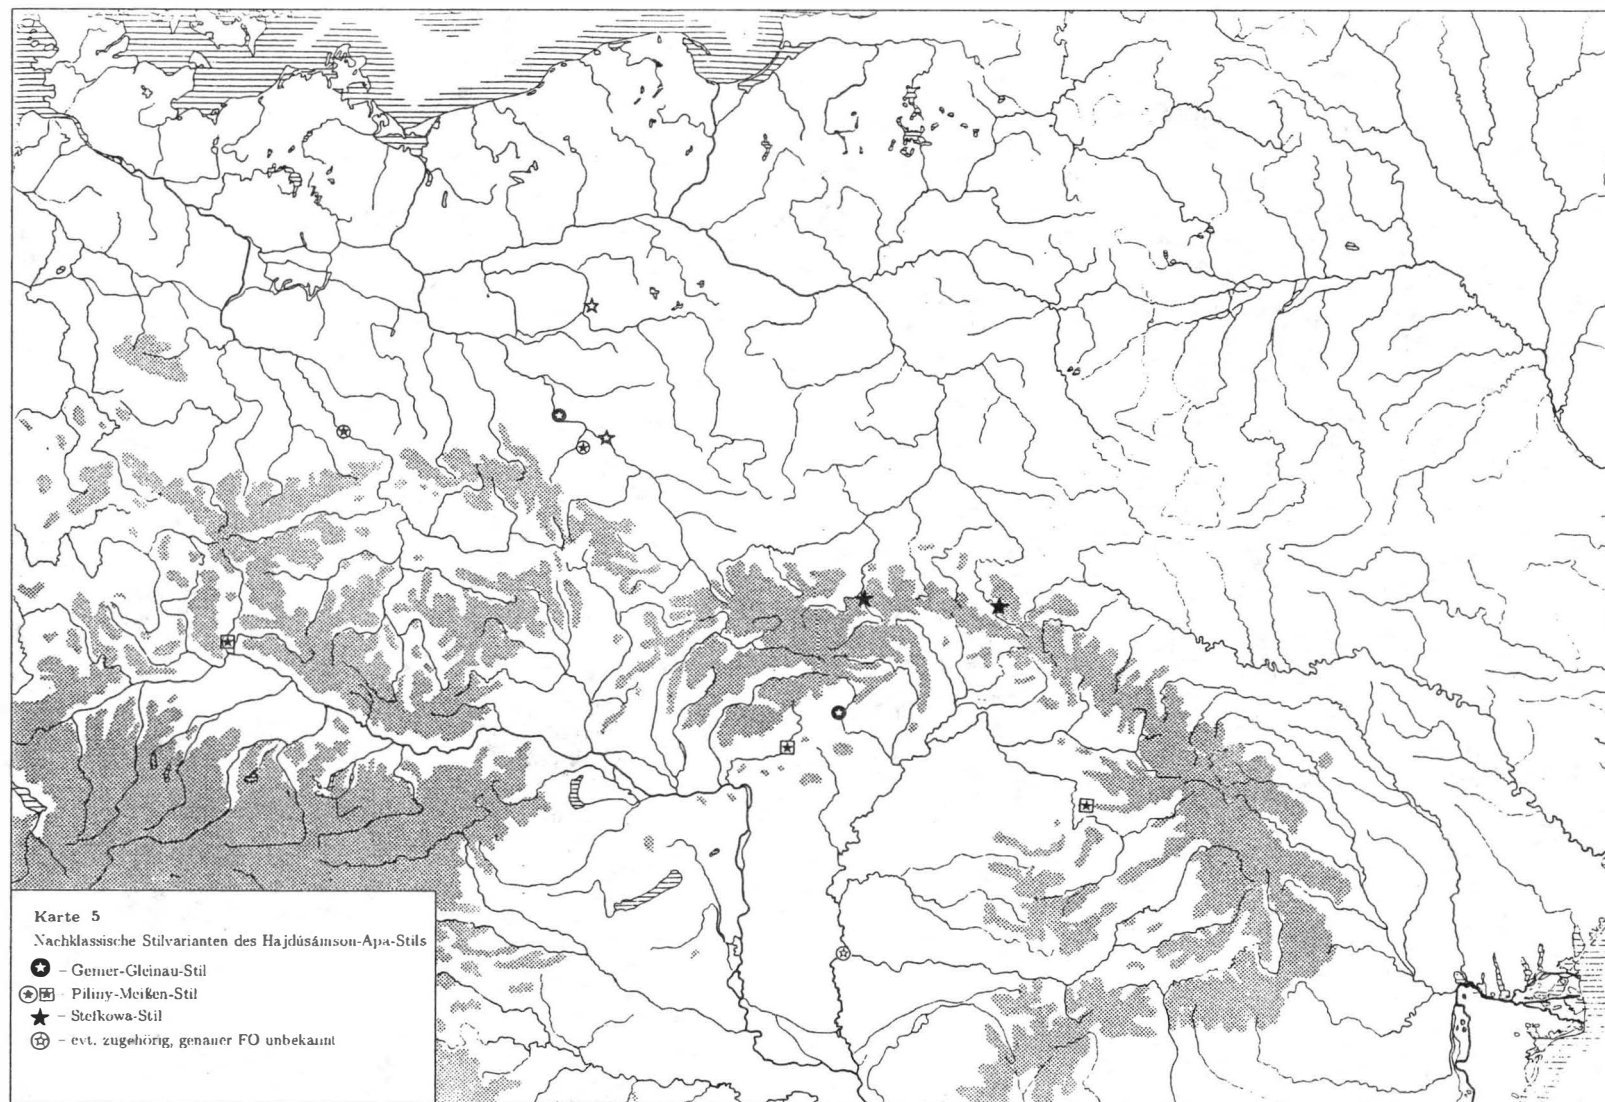 Karte 5
Nachklassische Stilvarianten des Hajdúsámson-Apa-Stils
– Gemer-Gleinau-Stil
– Piliny-Meißen-Stil
– Stefkowa-Stil
– evt. zugehörig, genauer FO unbekannt